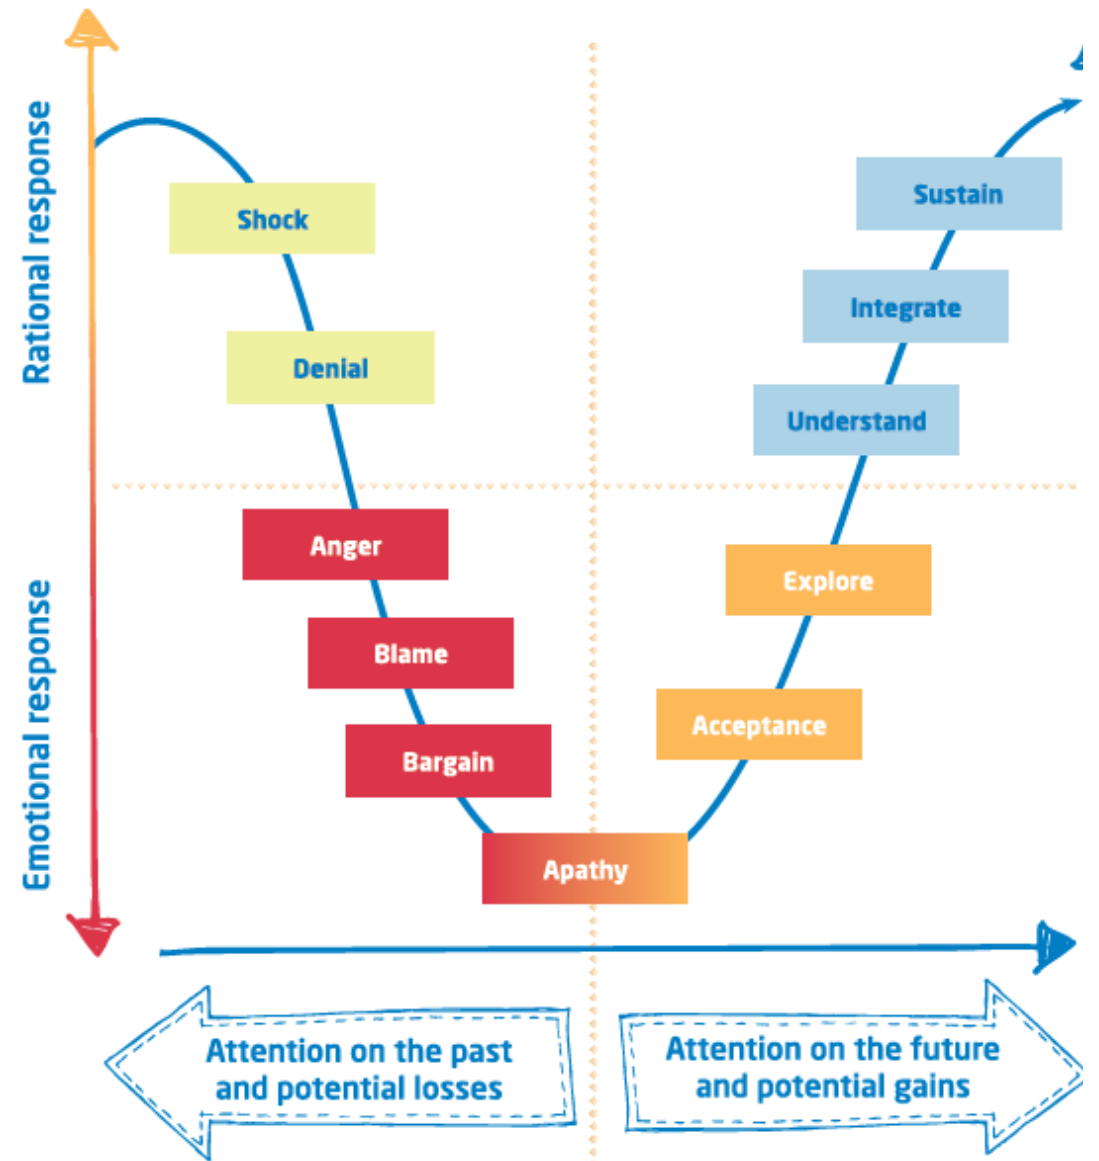 Rational response
Emotional response
Shock
Denial
Anger
Blame
Bargain
Apathy
Acceptance
Explore
Understand
Integrate
Sustain
Attention on the past
and potential losses
Attention on the future
and potential gains